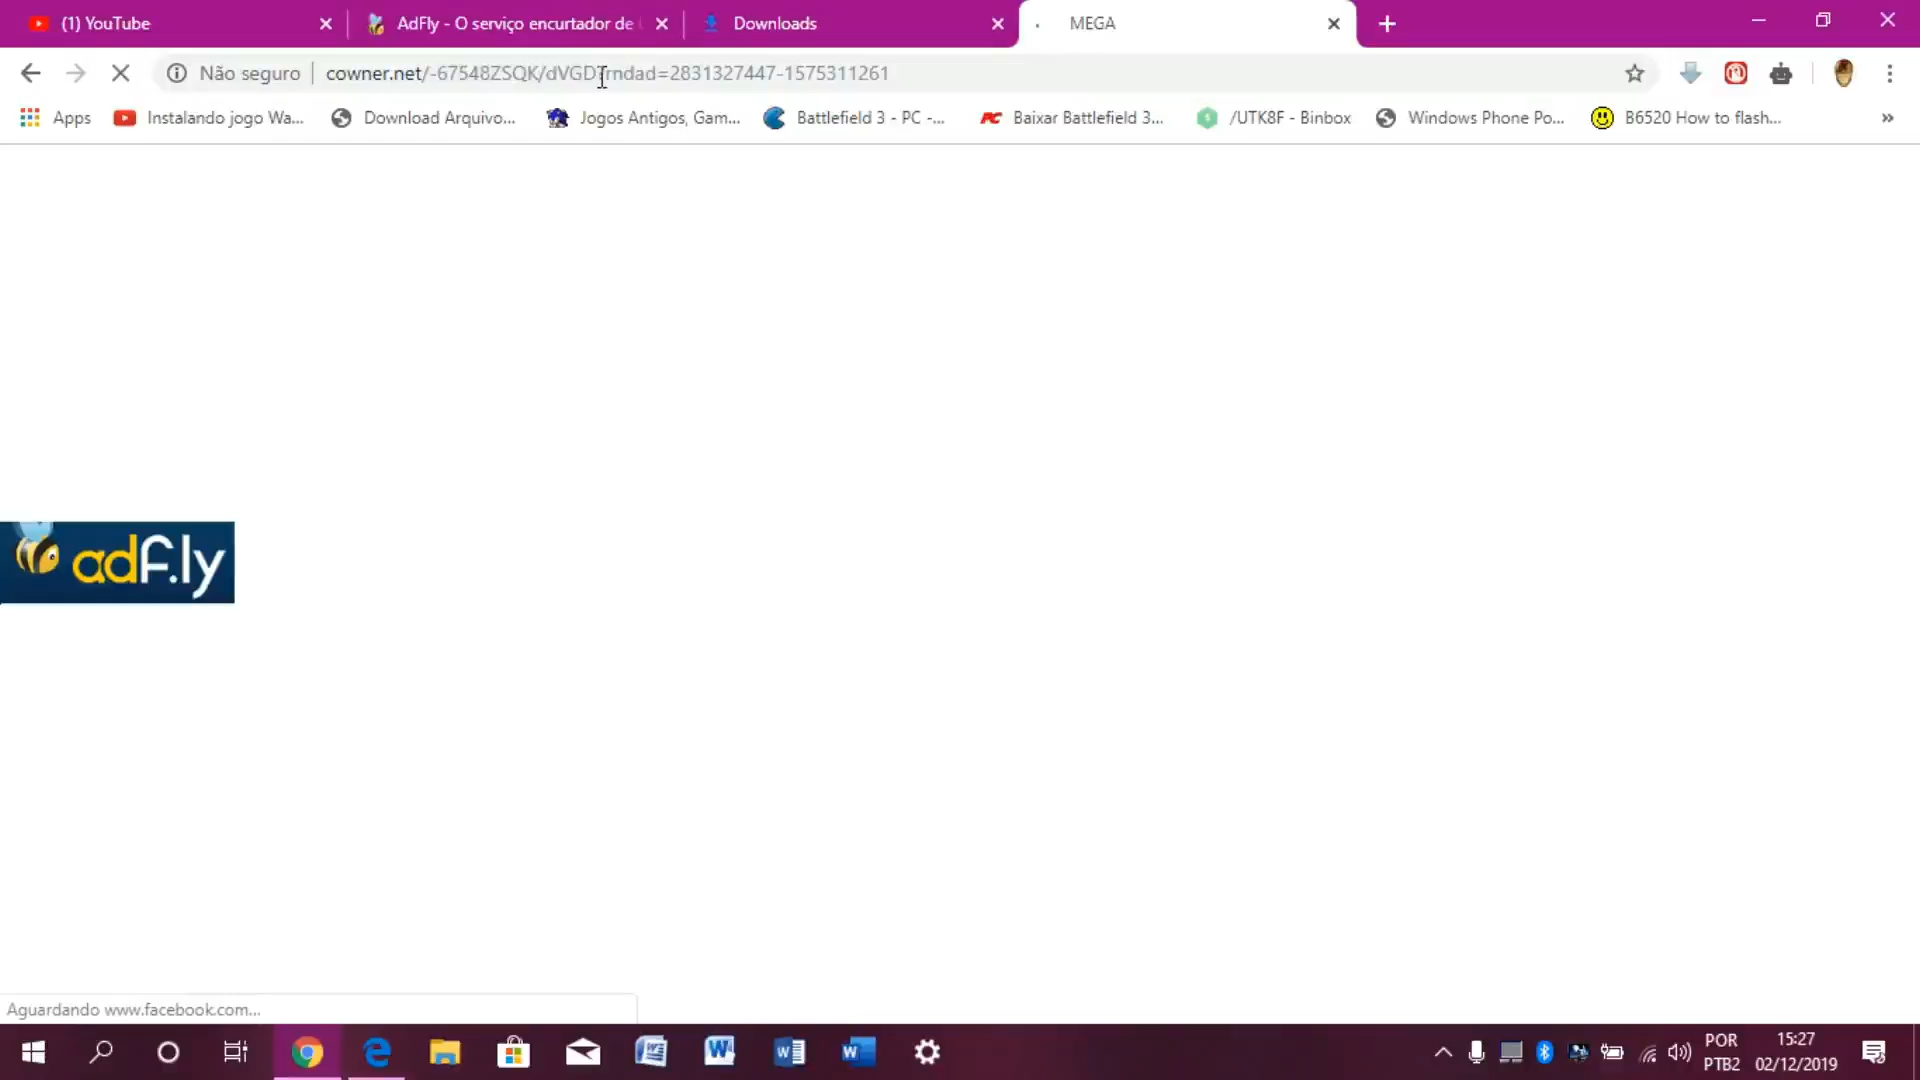 (1) YouTube
AdFly - O serviço encurtador de
Downloads
MEGA
Não seguro
cowner.net/-67548ZSQK/dVGD?rndad=2831327447-1575311261
Apps
Instalando jogo Wa...
Download Arquivo...
Jogos Antigos, Gam...
Battlefield 3 - PC -...
PC
Baixar Battlefield 3...
/UTK8F - Binbox
Windows Phone Po...
B6520 How to flash...
»
adf.ly
Aguardando www.facebook.com...
POR
PTB2
15:27
02/12/2019